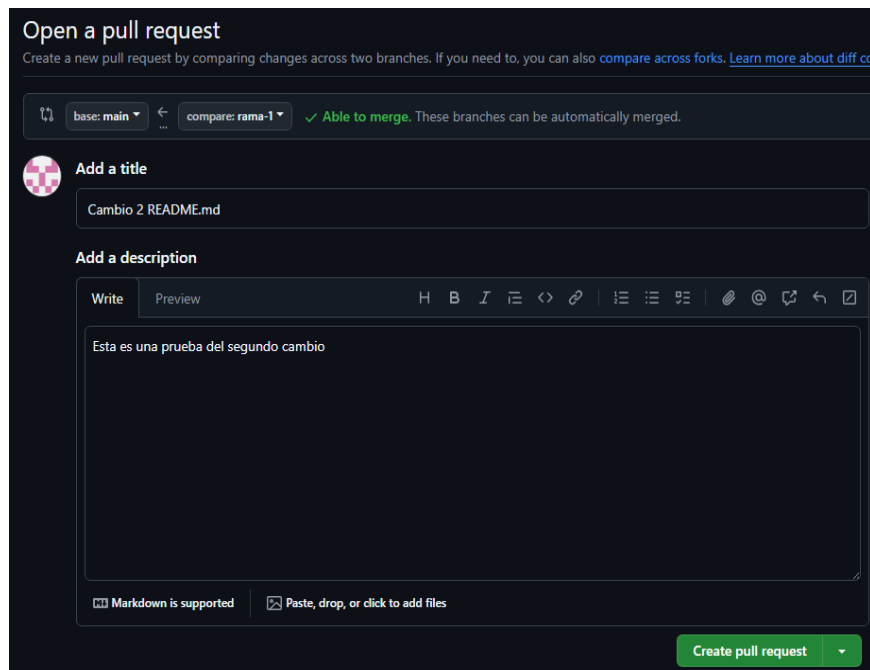 Open a pull request
Create a new pull request by comparing changes across two branches. If you need to, you can also compare across forks. Learn more about diff co
base: main compare: rama-1 Able to merge. These branches can be automatically merged.
...
Add a title
Cambio 2 README.md
Add a description
Write Preview
Esta es una prueba del segundo cambio
Markdown is supported Paste, drop, or click to add files
Create pull request